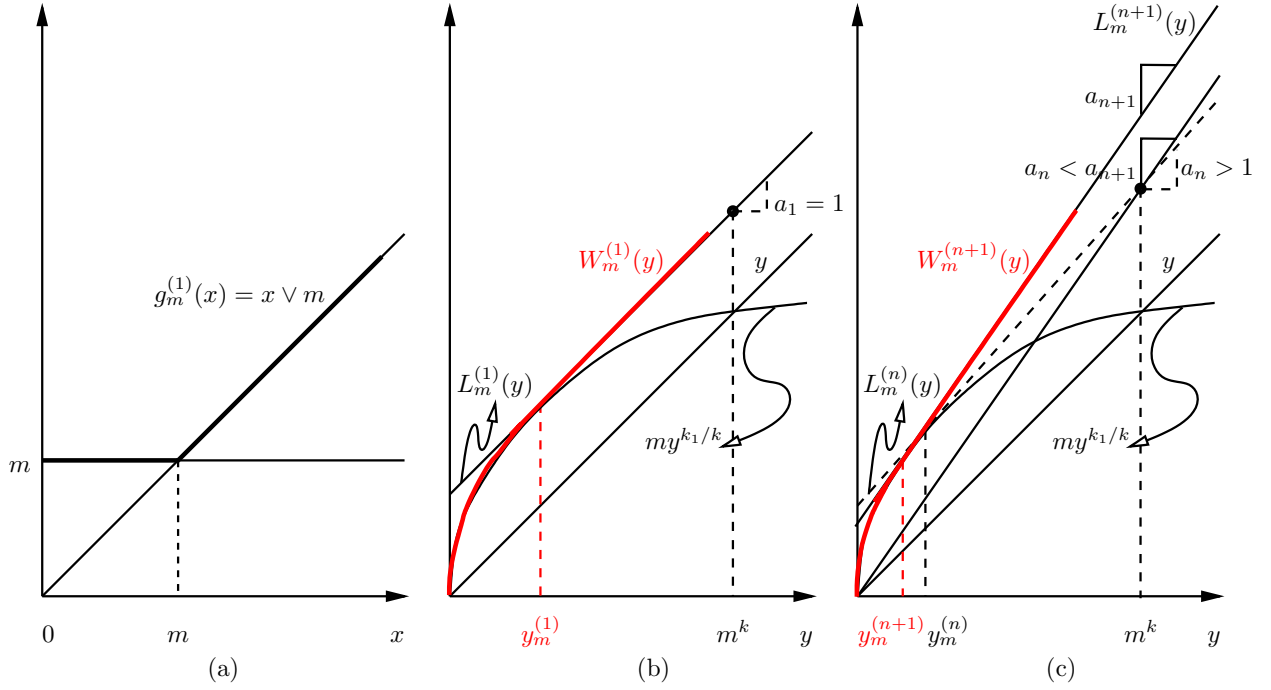 g_m^{(1)}(x) = x ∨ m
m
0
m
x
(a)
a_1 = 1
W_m^{(1)}(y)
y
L_m^{(1)}(y)
my^{k_1/k}
y_m^{(1)}
m^k
y
(b)
L_m^{(n+1)}(y)
a_{n+1}
a_n < a_{n+1}
a_n > 1
W_m^{(n+1)}(y)
y
L_m^{(n)}(y)
my^{k_1/k}
y_m^{(n+1)}
y_m^{(n)}
m^k
y
(c)